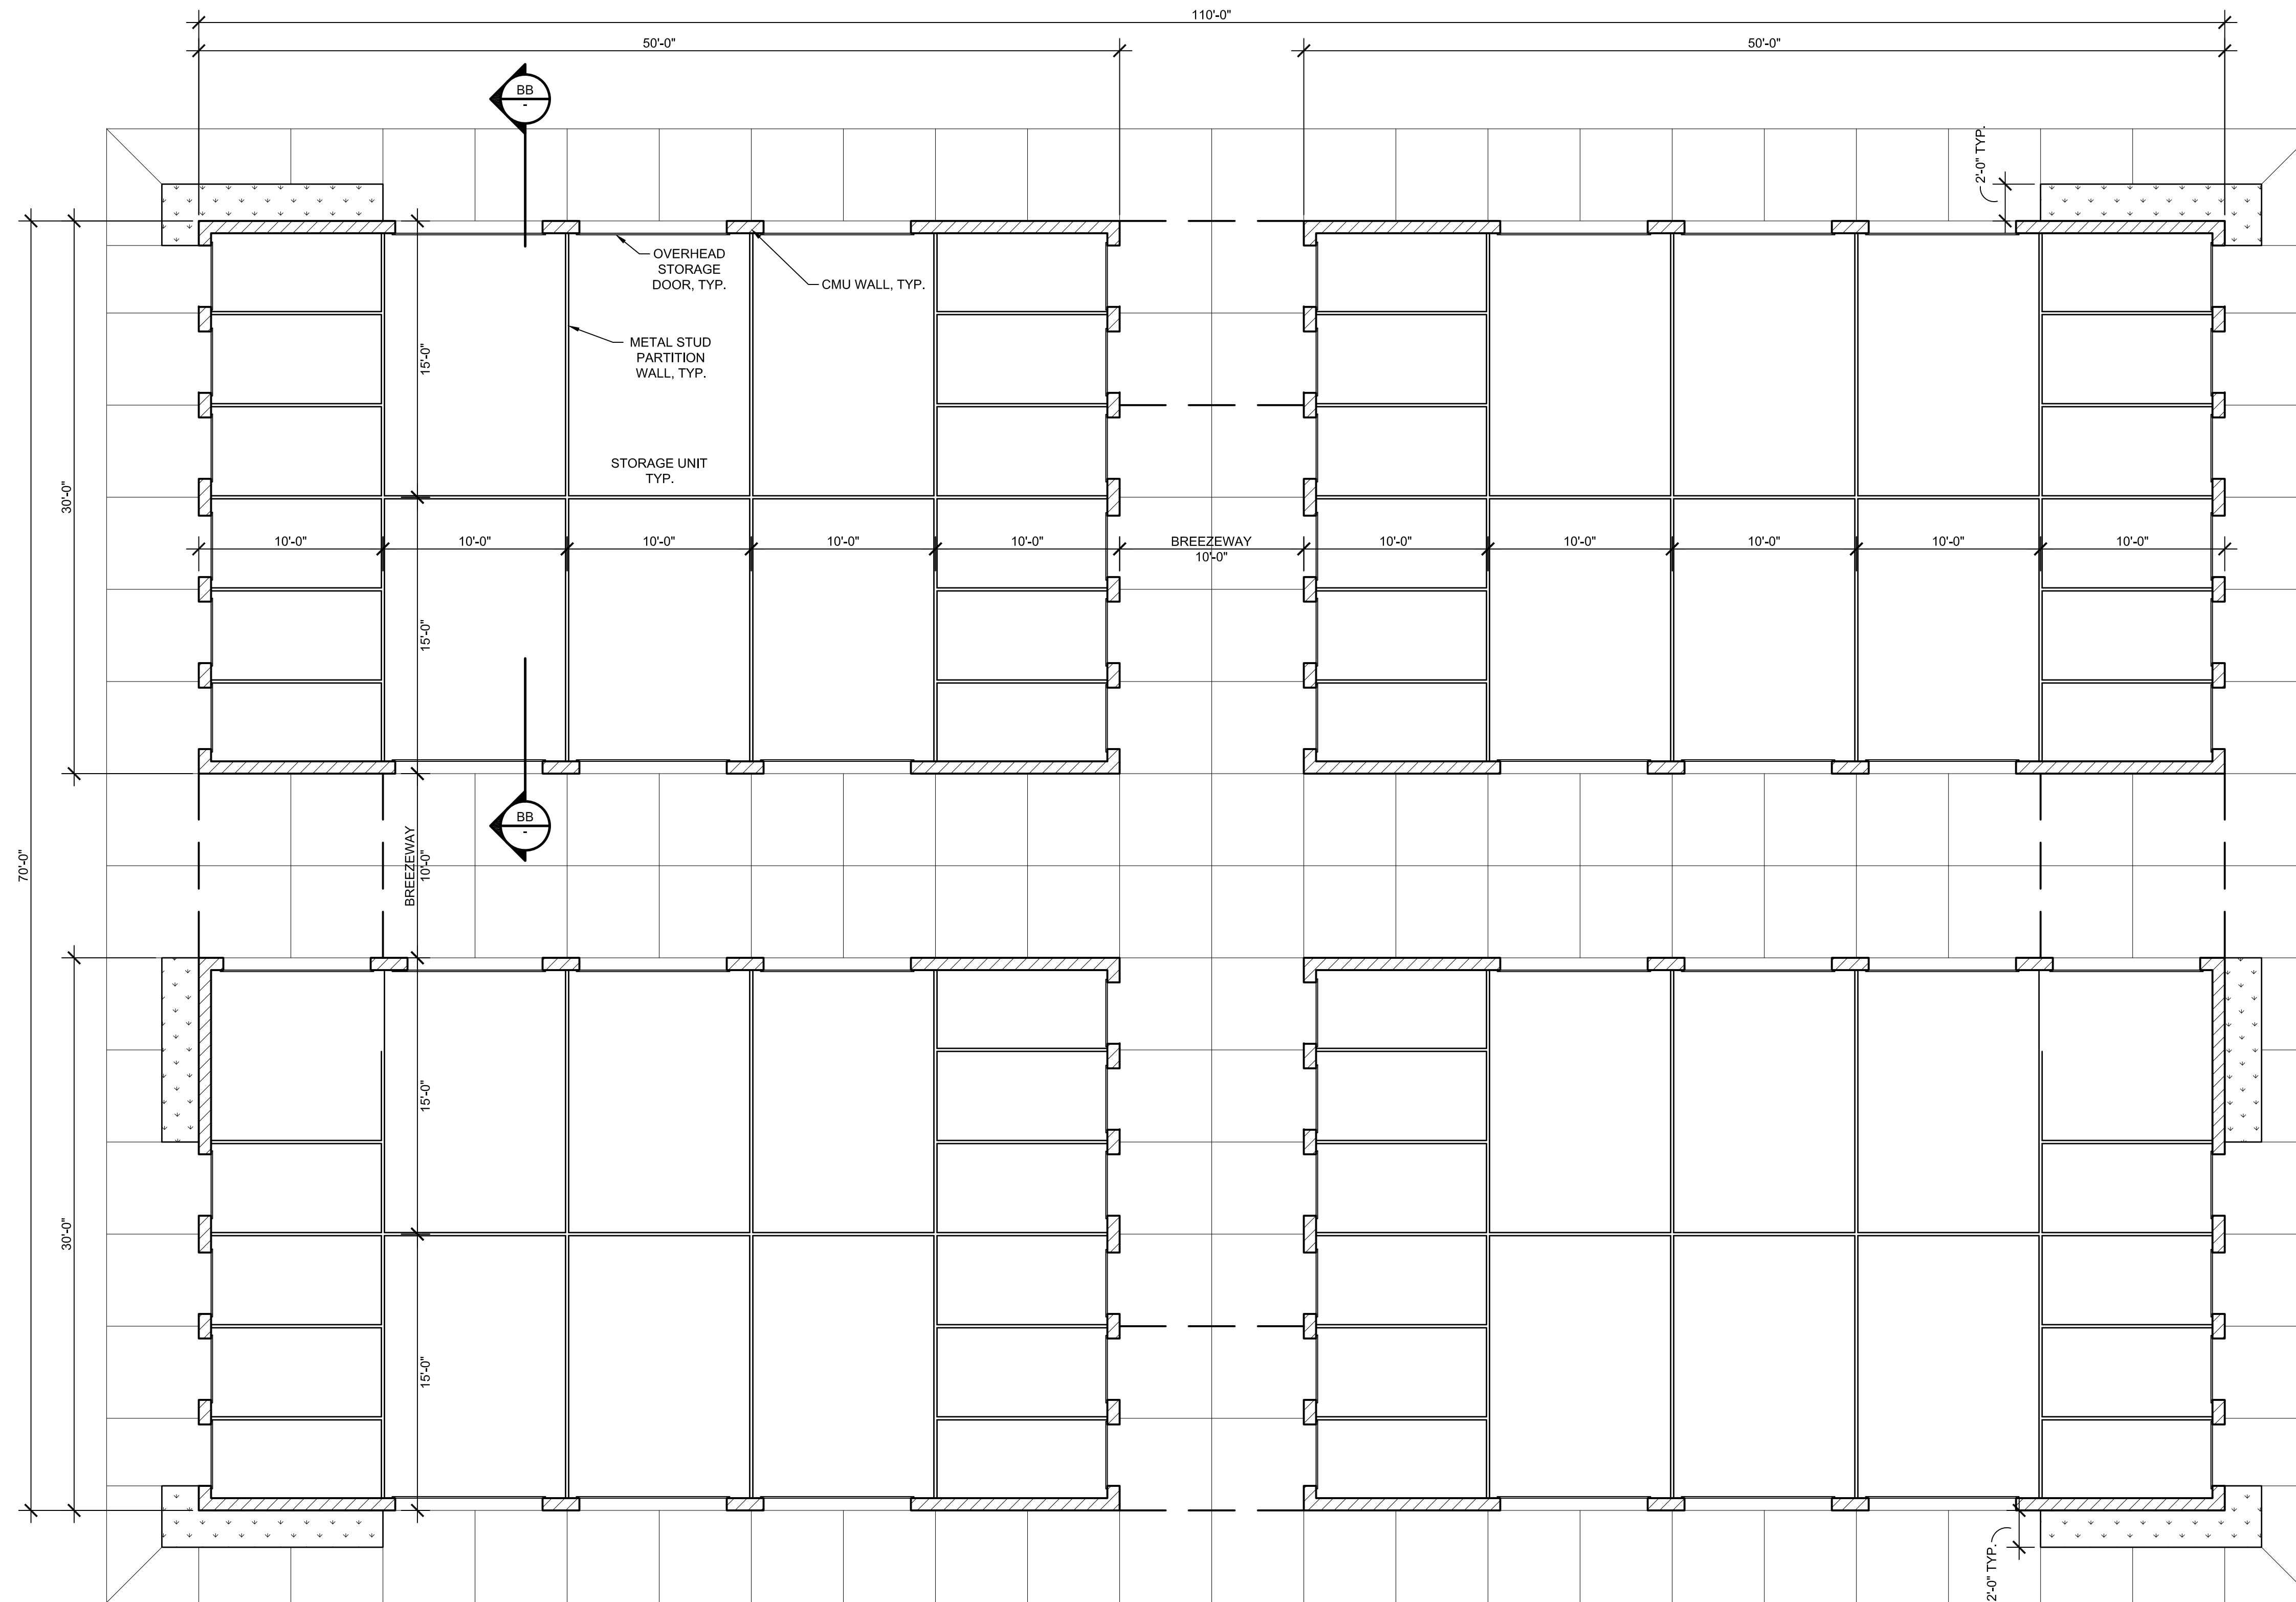 110'-0"
50'-0"
50'-0"
BB
-
2'-0" TYP.
OVERHEAD
STORAGE
DOOR, TYP.
CMU WALL, TYP.
METAL STUD
PARTITION
WALL, TYP.
15'-0"
STORAGE UNIT
TYP.
30'-0"
10'-0"
10'-0"
10'-0"
10'-0"
10'-0"
BREEZEWAY
10'-0"
10'-0"
10'-0"
10'-0"
10'-0"
10'-0"
15'-0"
BB
-
70'-0"
BREEZEWAY
10'-0"
15'-0"
30'-0"
15'-0"
2'-0" TYP.